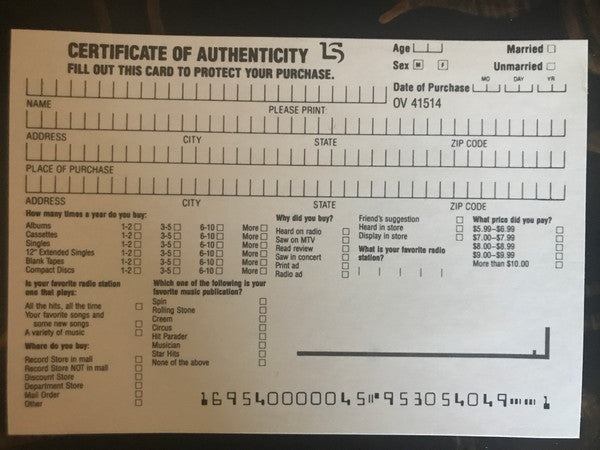 CERTIFICATE OF AUTHENTICITY
FILL OUT THIS CARD TO PROTECT YOUR PURCHASE.
Age
Married
Sex M F
Unmarried
MO DAY YR
Date of Purchase
OV 41514
NAME
PLEASE PRINT
ADDRESS CITY STATE ZIP CODE
PLACE OF PURCHASE
ADDRESS CITY STATE ZIP CODE
How many times a year do you buy:
Albums 1-2 3-5 6-10 More
Cassettes 1-2 3-5 6-10 More
Singles 1-2 3-5 6-10 More
12" Extended Singles 1-2 3-5 6-10 More
Blank Tapes 1-2 3-5 6-10 More
Compact Discs 1-2 3-5 6-10 More
Why did you buy?
Heard on radio
Saw on MTV
Read review
Saw in concert
Print ad
Radio ad
Friend's suggestion
Heard in store
Display in store
What is your favorite radio
station?
What price did you pay?
$5.99–$6.99
$7.00–$7.99
$8.00–$8.99
$9.00–$9.99
More than $10.00
Is your favorite radio station
one that plays:
All the hits, all the time
Your favorite songs and
some new songs
A variety of music
Where do you buy:
Record Store in mall
Record Store NOT in mall
Discount Store
Department Store
Mail Order
Other
Which one of the following is your
favorite music publication?
Spin
Rolling Stone
Creem
Circus
Hit Parader
Musician
Star Hits
None of the above
169540000045⑈953054049⑈ 1